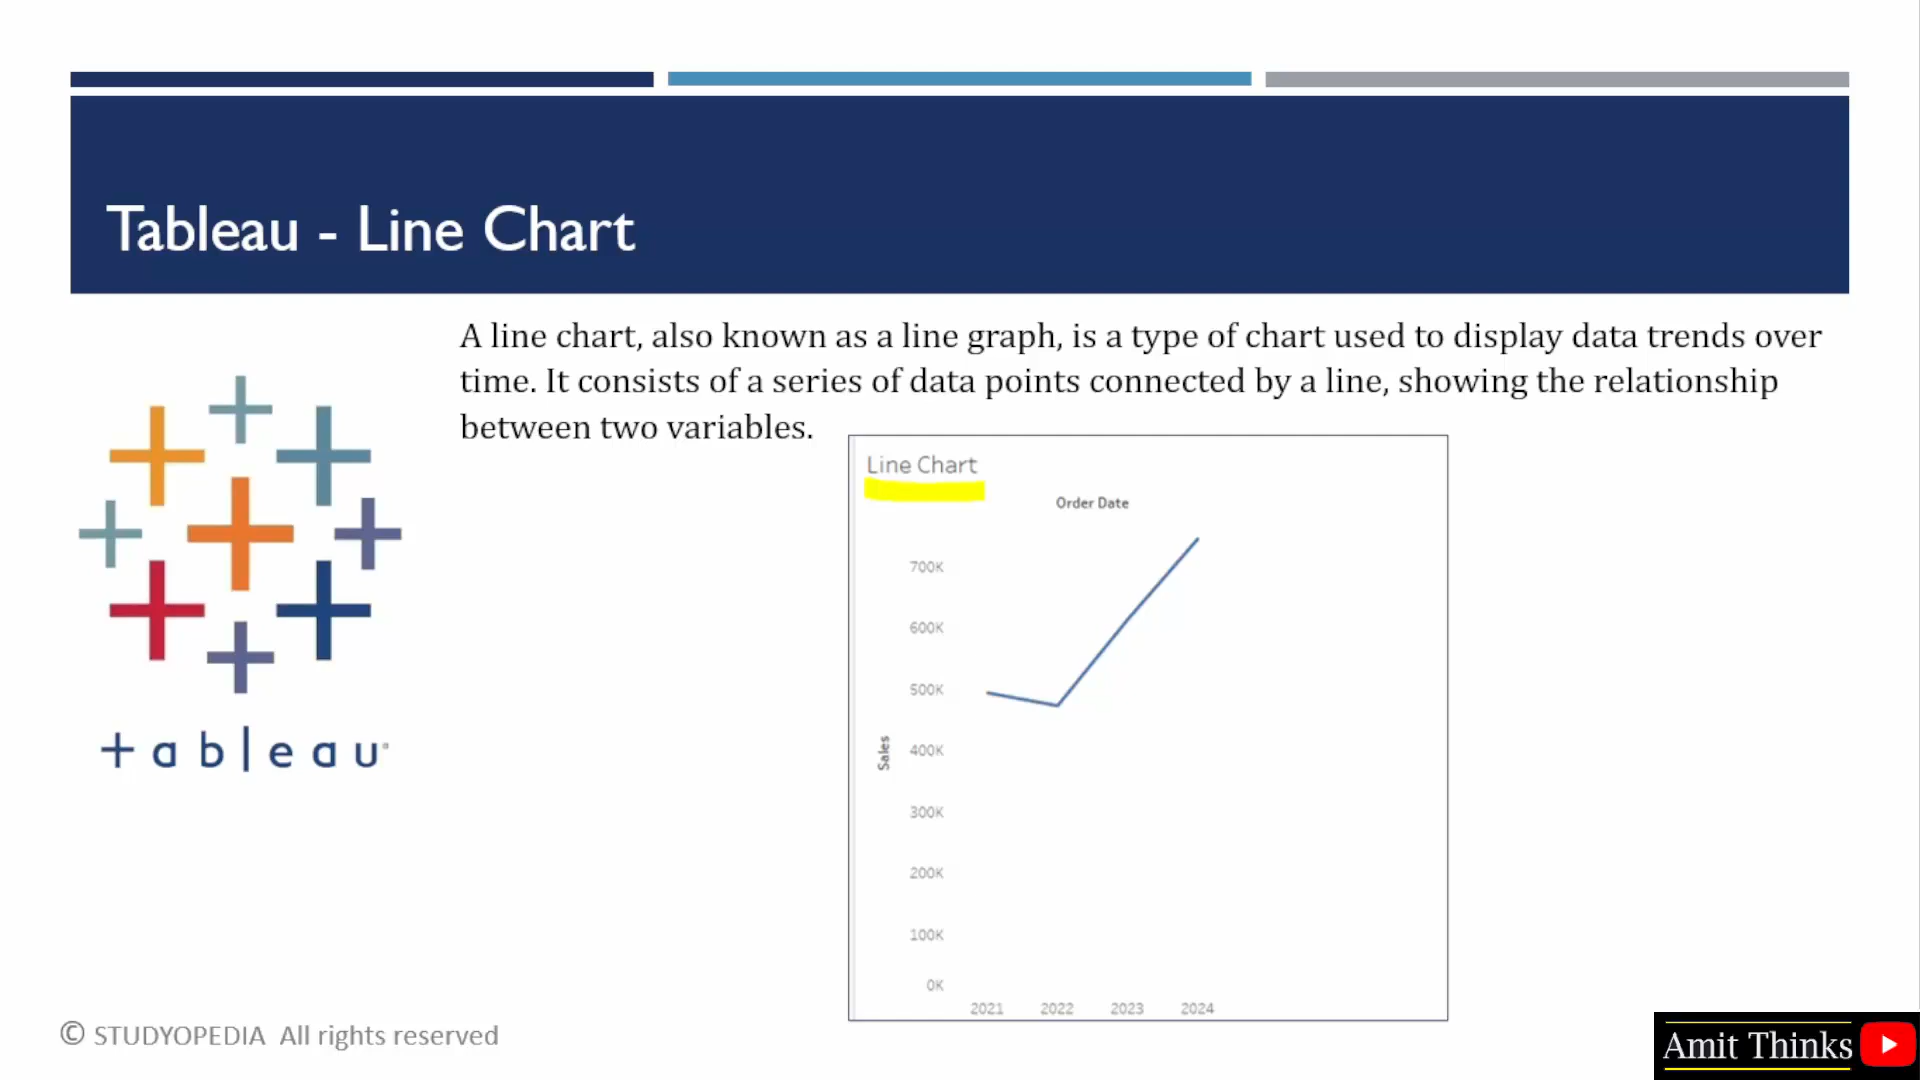 Tableau - Line Chart
A line chart, also known as a line graph, is a type of chart used to display data trends over
time. It consists of a series of data points connected by a line, showing the relationship
between two variables.
Line Chart
Order Date
700K
600K
500K
Sales
400K
300K
200K
100K
0K
2021 2022 2023 2024
+ableau®
© STUDYOPEDIA All rights reserved
Amit Thinks